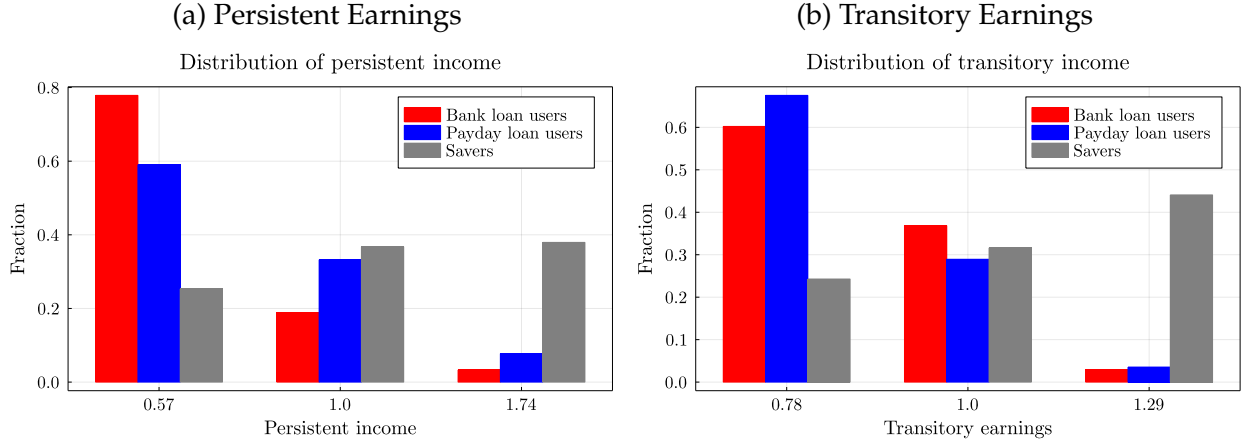 (a) Persistent Earnings
Distribution of persistent income
0.8
0.6
0.4
0.2
0.0
Fraction
Bank loan users
Payday loan users
Savers
0.57 1.0 1.74
Persistent income
(b) Transitory Earnings
Distribution of transitory income
0.6
0.5
0.4
0.3
0.2
0.1
0.0
Fraction
Bank loan users
Payday loan users
Savers
0.78 1.0 1.29
Transitory earnings